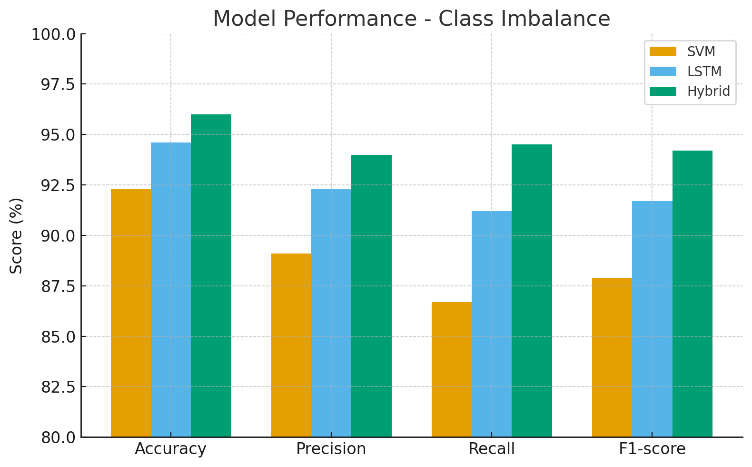 Model Performance - Class Imbalance
SVM
LSTM
Hybrid
Score (%)
100.0
97.5
95.0
92.5
90.0
87.5
85.0
82.5
80.0
Accuracy
Precision
Recall
F1-score